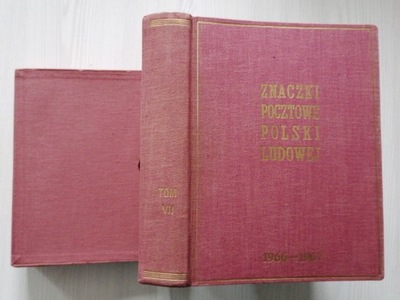 ZNACZKI
POCZTOWE
POLSKI
LUDOWEJ
1966—
TOM
VII